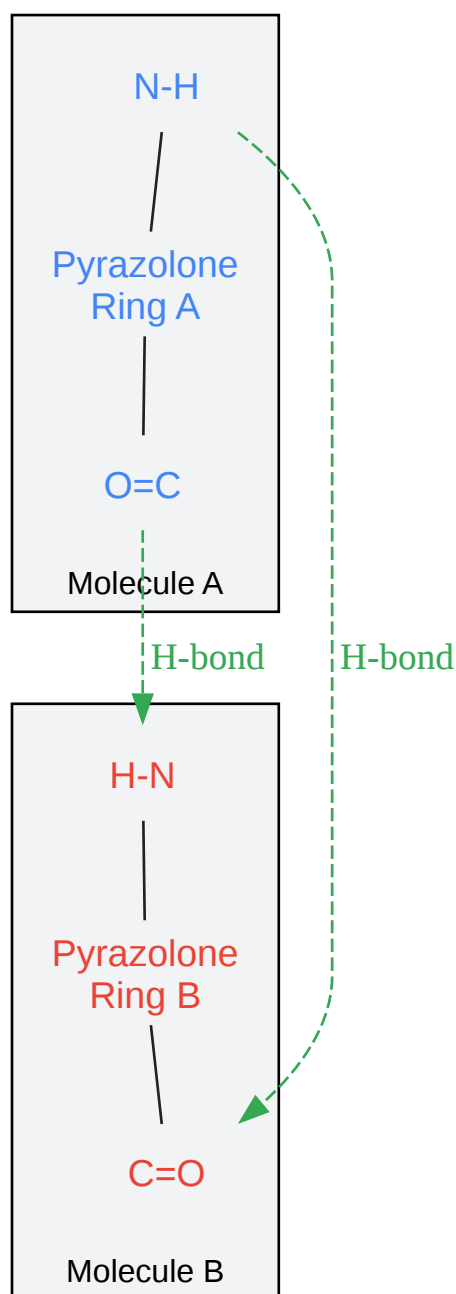 N-H
Pyrazolone
Ring A
O=C
Molecule A
H-bond
H-bond
H-N
Pyrazolone
Ring B
C=O
Molecule B